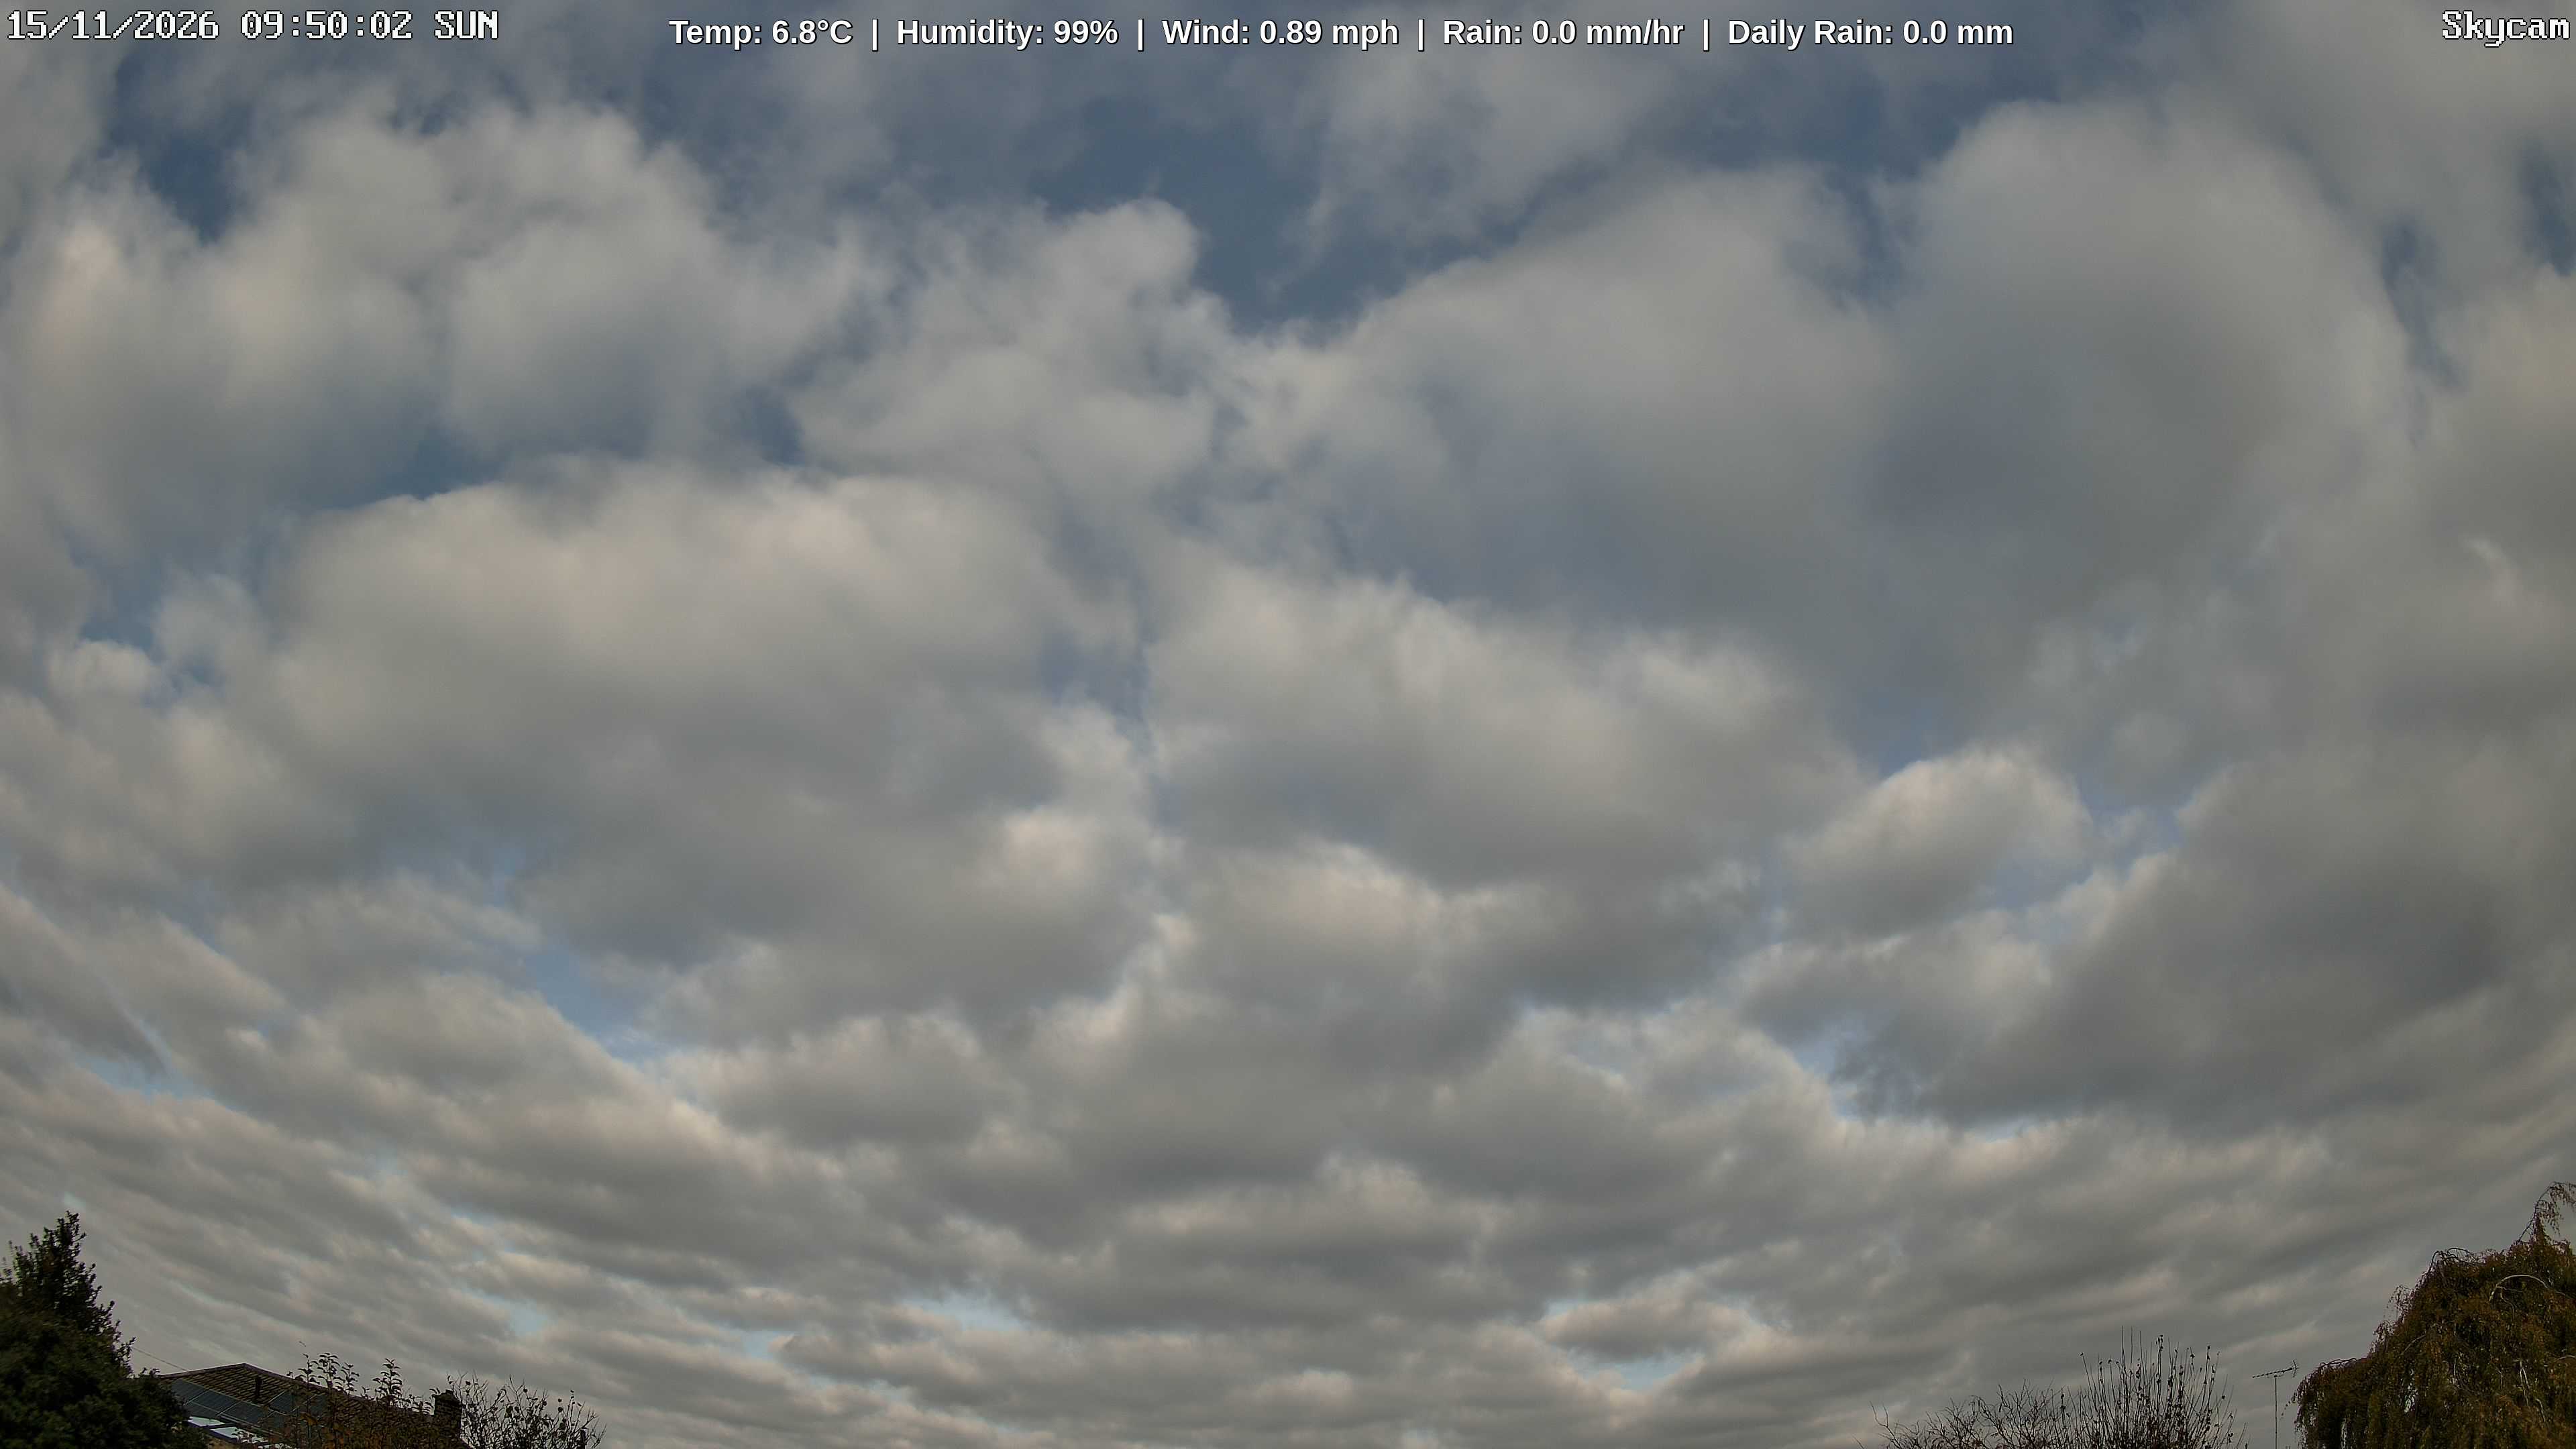 15/11/2026 09:50:02 SUN
Temp: 6.8°C | Humidity: 99% | Wind: 0.89 mph | Rain: 0.0 mm/hr | Daily Rain: 0.0 mm
Skycam